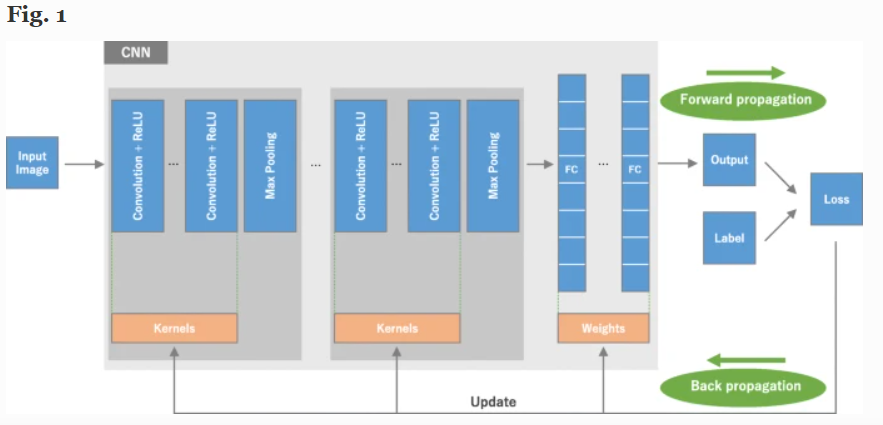 Fig. 1
CNN
Forward propagation
Input
Image
Convolution + ReLU
...
Convolution + ReLU
Max Pooling
...
Convolution + ReLU
...
Convolution + ReLU
Max Pooling
FC
...
FC
Output
Label
Loss
Kernels
Kernels
Weights
Back propagation
Update